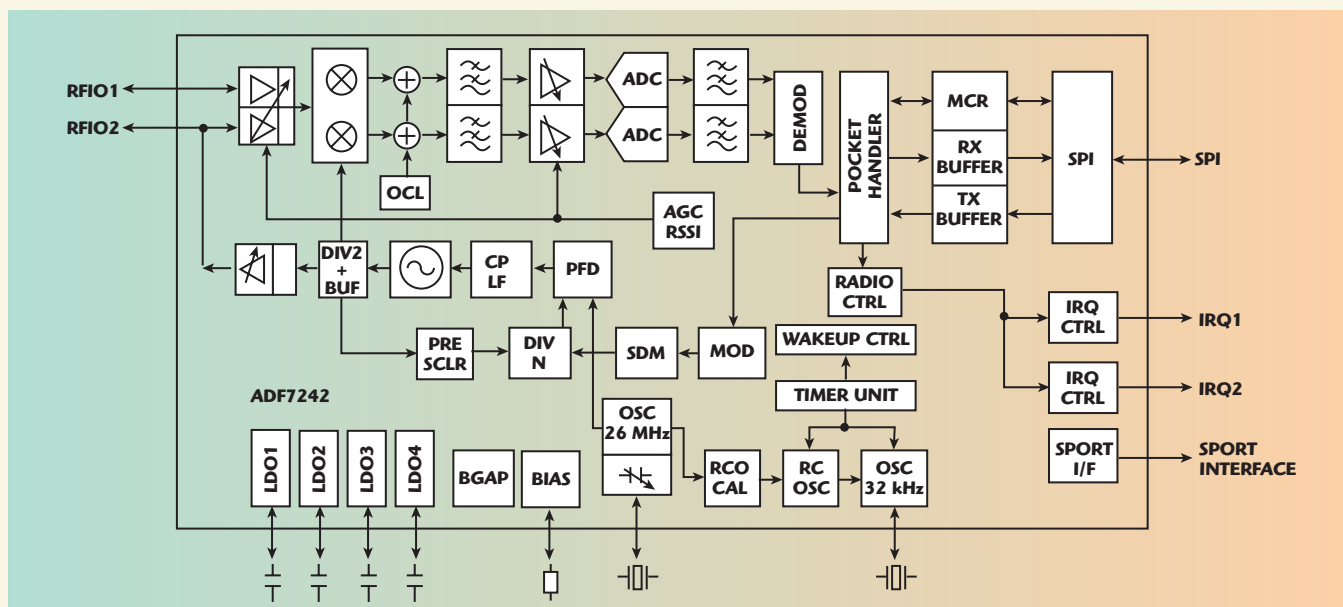 RFIO1
RFIO2
ADC
ADC
DEMOD
POCKET
HANDLER
MCR
RX
BUFFER
TX
BUFFER
SPI
SPI
OCL
AGC
RSSI
DIV2
+
BUF
CP
LF
PFD
RADIO
CTRL
PRE
SCLR
DIV
N
SDM
MOD
WAKEUP CTRL
IRQ
CTRL
IRQ1
TIMER UNIT
IRQ
CTRL
IRQ2
ADF7242
LDO1
LDO2
LDO3
LDO4
BGAP
BIAS
OSC
26 MHz
RCO
CAL
RC
OSC
OSC
32 kHz
SPORT
I/F
SPORT
INTERFACE